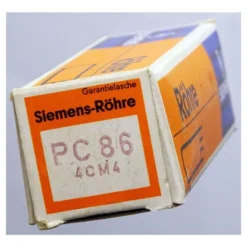 Garantielasche
Siemens-Röhre
PC 86
4CM4
Röhre